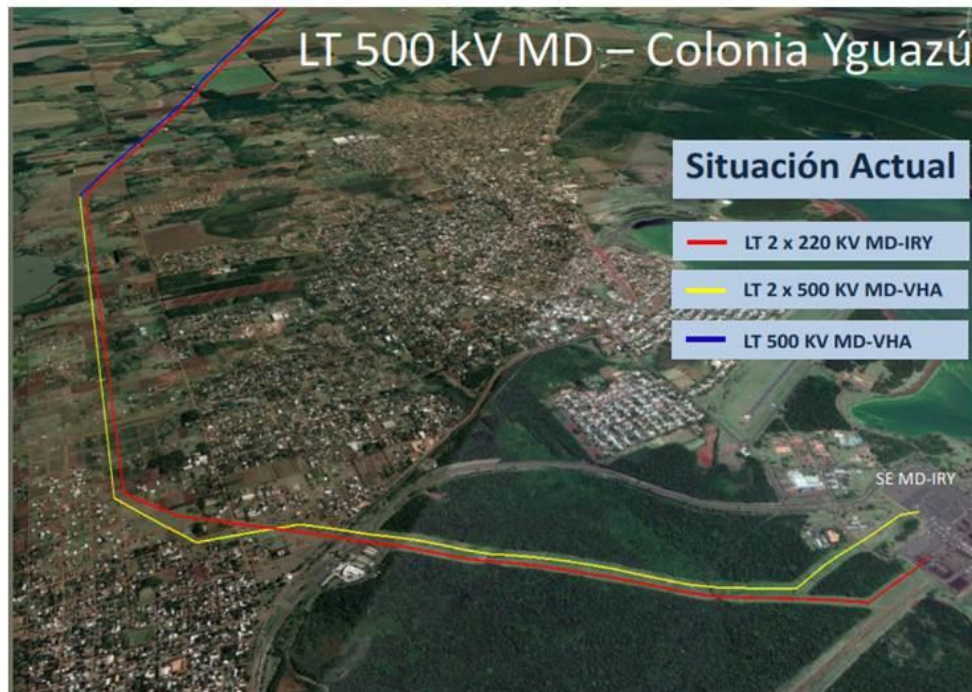 LT 500 kV MD – Colonia Yguazú
Situación Actual
LT 2 x 220 KV MD-IRY
LT 2 x 500 KV MD-VHA
LT 500 KV MD-VHA
SE MD-IRY